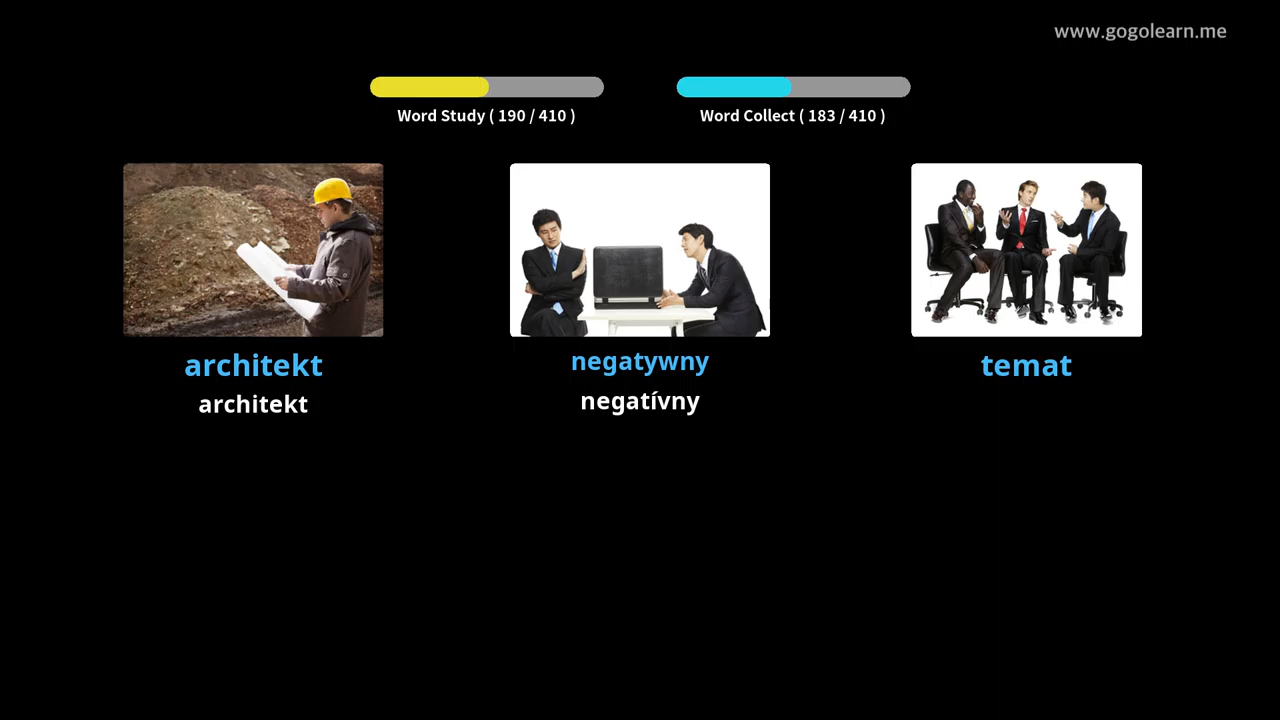 www.gogolearn.me
Word Study ( 190 / 410 )
Word Collect ( 183 / 410 )
architekt
architekt
negatywny
negatívny
temat